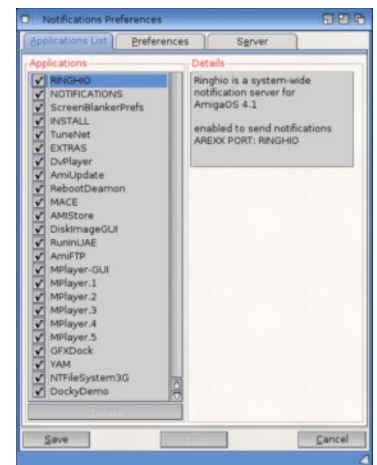 Notifications Preferences
Applications List
Preferences
Server
Applications
RINGHIO
NOTIFICATIONS
ScreenBlankerPrefs
INSTALL
TuneNet
EXTRAS
DvPlayer
AmiUpdate
RebootDeamon
MACE
AMIStore
DiskImageGUI
RunInUAE
AmiFTP
MPlayer-GUI
MPlayer.1
MPlayer.2
MPlayer.3
MPlayer.4
MPlayer.5
GFXDock
YAM
NTFileSystem3G
DockyDemo
Details
Ringhio is a system-wide
notification server for
AmigaOS 4.1
enabled to send notifications
AREXX PORT: RINGHIO
Save
Cancel